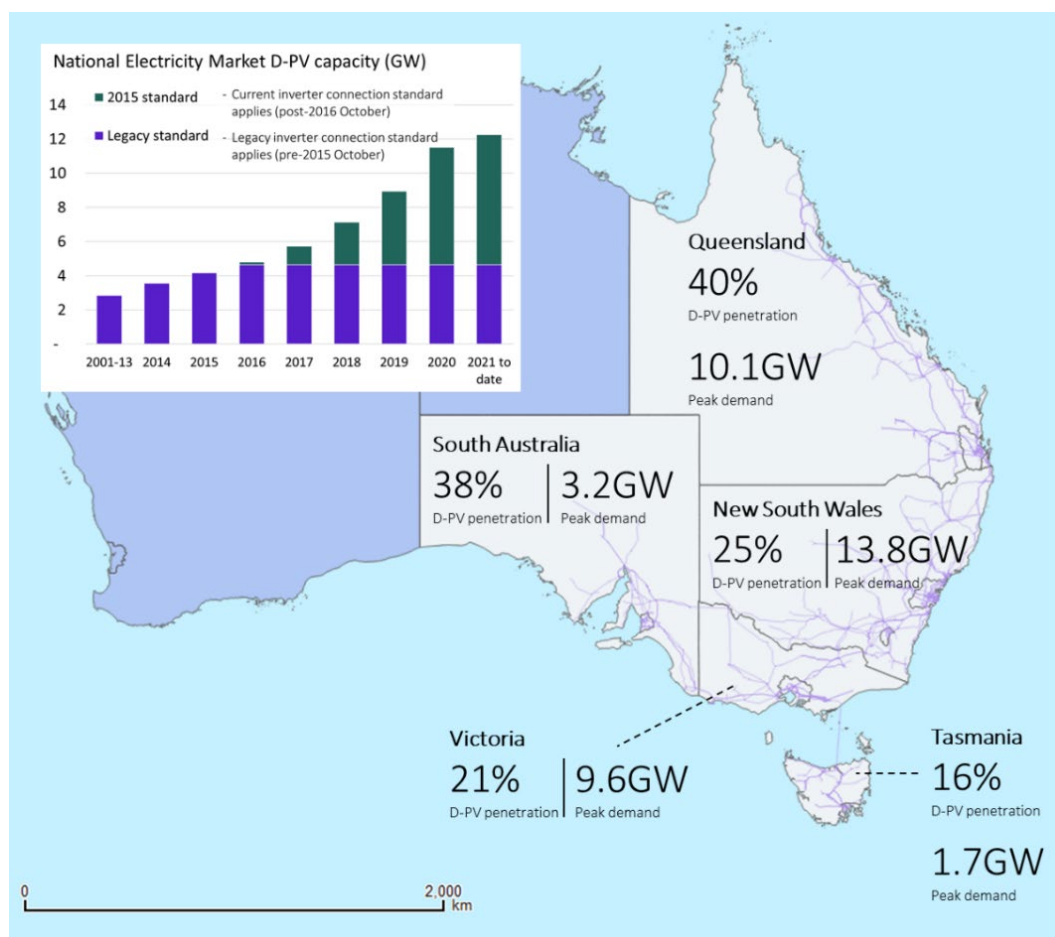 National Electricity Market D-PV capacity (GW)
2015 standard
- Current inverter connection standard
applies (post-2016 October)
Legacy standard
- Legacy inverter connection standard
applies (pre-2015 October)
14
12
10
8
6
4
2
-
2001-13 2014 2015 2016 2017 2018 2019 2020 2021 to
date
Queensland
40%
D-PV penetration
10.1GW
Peak demand
South Australia
38% 3.2GW
D-PV penetration Peak demand
New South Wales
25% 13.8GW
D-PV penetration Peak demand
Victoria
21% 9.6GW
D-PV penetration Peak demand
Tasmania
16%
D-PV penetration
1.7GW
Peak demand
0 2,000
km